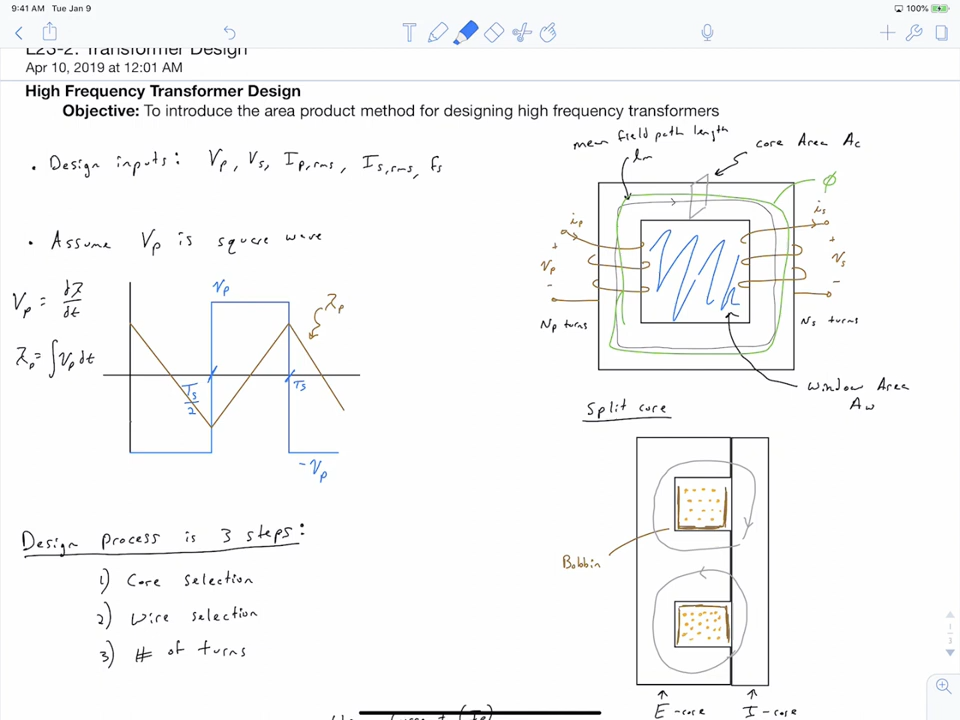 9:41 AM Tue Jan 9
100%
L23-2: Transformer Design
Apr 10, 2019 at 12:01 AM
High Frequency Transformer Design
Objective: To introduce the area product method for designing high frequency transformers
• Design inputs: Vp, Vs, Ip,rms, Is,rms, fs
• Assume Vp is square wave
Vp = dλ/dt
λp = ∫Vp dt
Vp
λp
Ts/2
Ts
-Vp
Design process is 3 steps:
1) Core selection
2) Wire selection
3) # of turns
mean field path length
lm
core Area Ac
φ
ip
is
+
Vp
-
+
Vs
-
Np turns
Ns turns
window Area
Aw
Split core
Bobbin
E-core
I-core